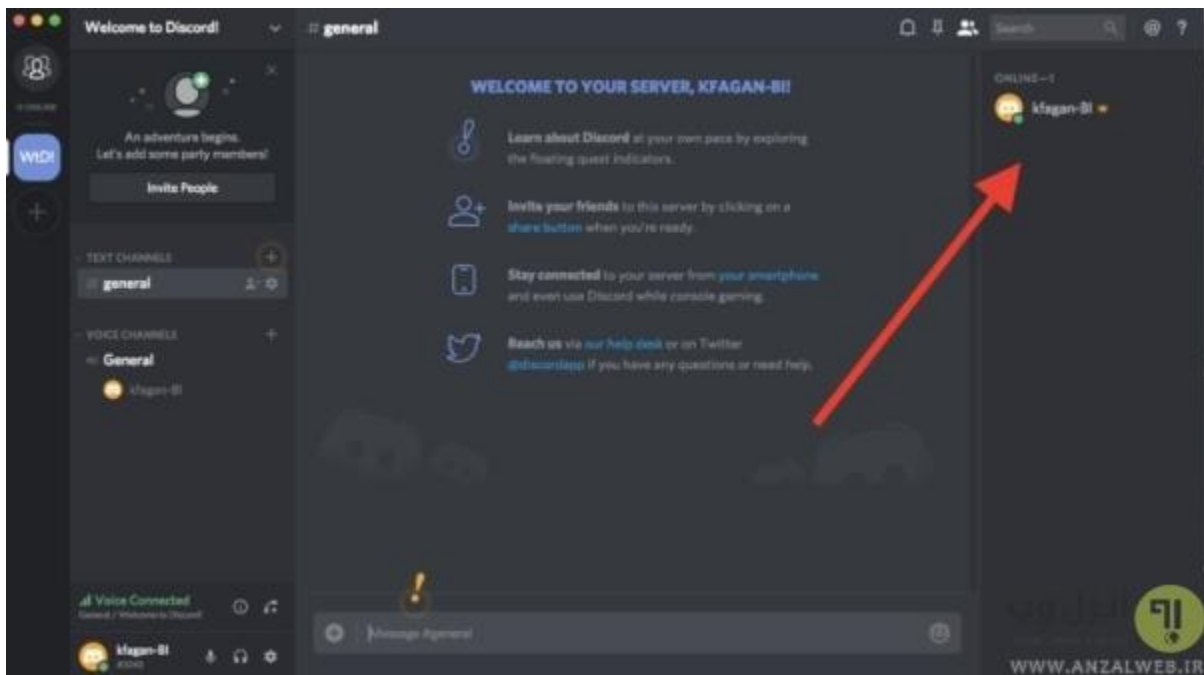 Welcome to Discord!
general
Search
@ ?
ONLINE—1
kfagan-BI
WtD!
An adventure begins.
Let's add some party members!
Invite People
TEXT CHANNELS
general
VOICE CHANNELS
General
kfagan-BI
WELCOME TO YOUR SERVER, KFAGAN-BI!
Learn about Discord at your own pace by exploring
the floating quest indicators.
Invite your friends to this server by clicking on a
share button when you're ready.
Stay connected to your server from your smartphone
and even use Discord while console gaming.
Reach us via our help desk or on Twitter
@discordapp if you have any questions or need help.
Voice Connected
General / Welcome to Discord!
kfagan-BI
Message #general
انزل وب
WWW.ANZALWEB.IR